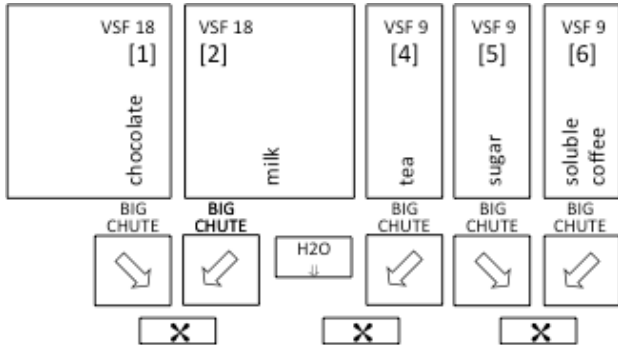 VSF 18
[1]
chocolate
VSF 18
[2]
milk
VSF 9
[4]
tea
VSF 9
[5]
sugar
VSF 9
[6]
soluble
coffee
BIG
CHUTE
BIG
CHUTE
H2O
BIG
CHUTE
BIG
CHUTE
BIG
CHUTE